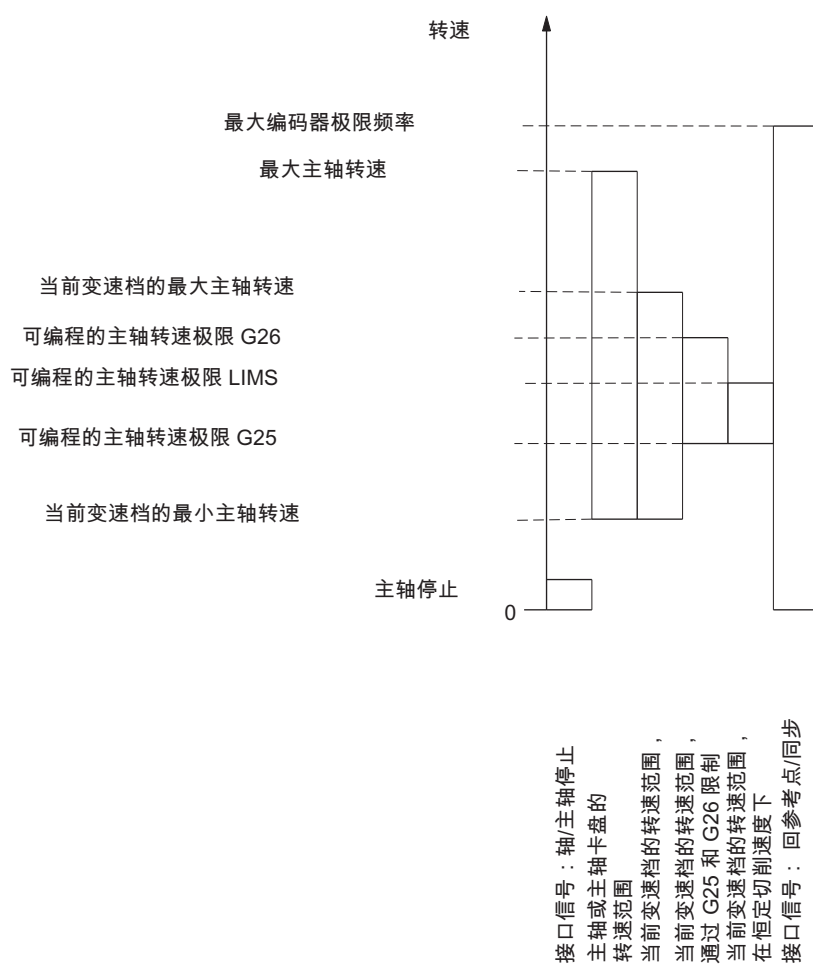 转速
最大编码器极限频率
最大主轴转速
当前变速档的最大主轴转速
可编程的主轴转速极限 G26
可编程的主轴转速极限 LIMS
可编程的主轴转速极限 G25
当前变速档的最小主轴转速
主轴停止
0
接口信号：轴/主轴停止
主轴或主轴卡盘的
转速范围
当前变速档的转速范围，
当前变速档的转速范围，
通过 G25 和 G26 限制
当前变速档的转速范围，
在恒定切削速度下
接口信号： 回参考点/同步